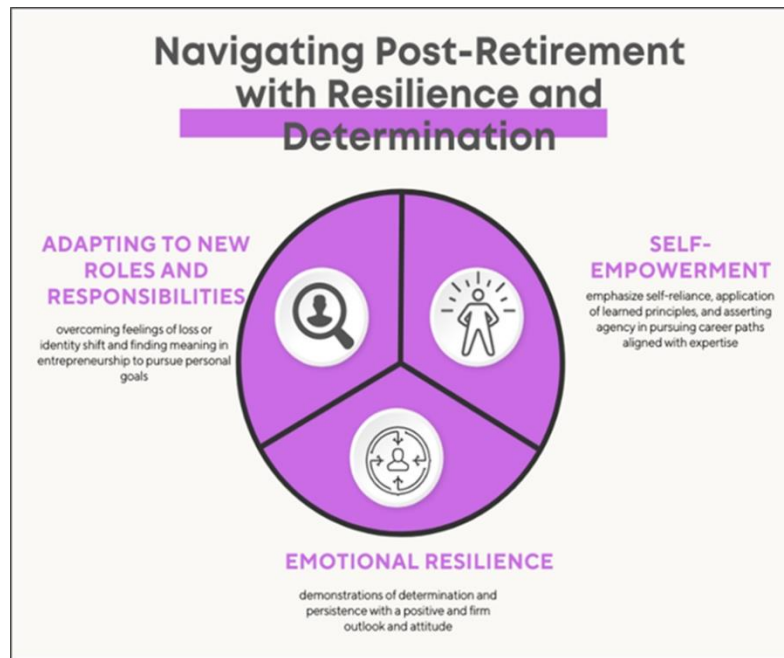 Navigating Post-Retirement
with Resilience and
Determination
ADAPTING TO NEW
ROLES AND
RESPONSIBILITIES
overcoming feelings of loss or
identity shift and finding meaning in
entrepreneurship to pursue personal
goals
SELF-
EMPOWERMENT
emphasize self-reliance, application
of learned principles, and asserting
agency in pursuing career paths
aligned with expertise
EMOTIONAL RESILIENCE
demonstrations of determination and
persistence with a positive and firm
outlook and attitude